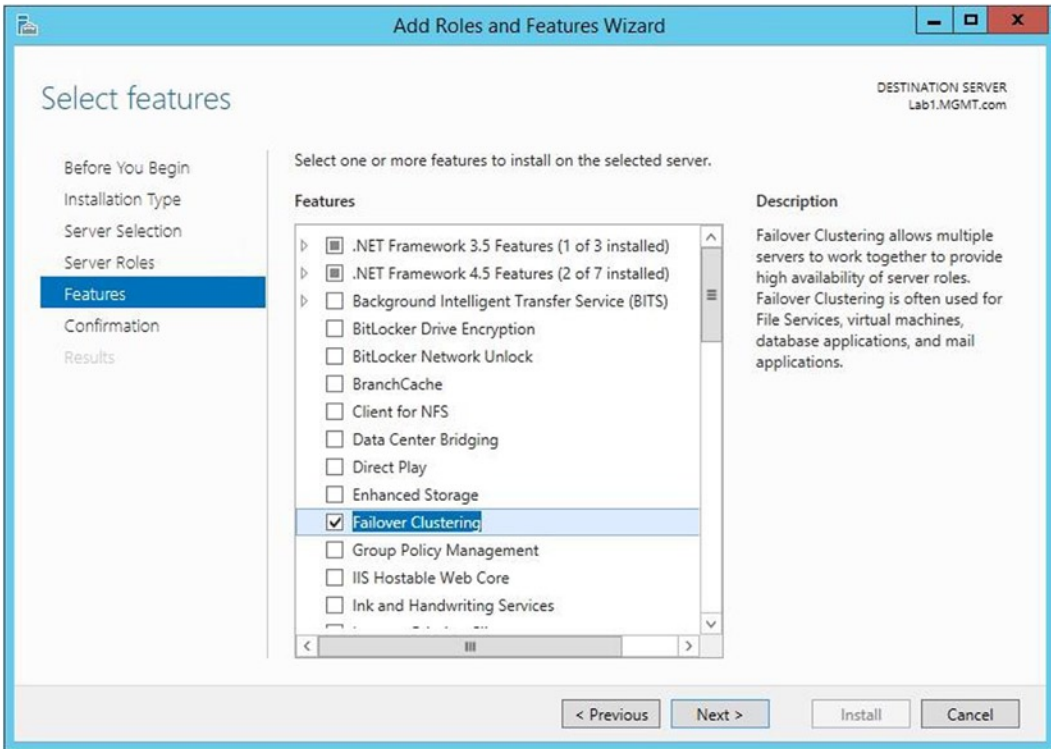 Add Roles and Features Wizard
Select features
DESTINATION SERVER
Lab1.MGMT.com
Before You Begin
Installation Type
Server Selection
Server Roles
Features
Confirmation
Results
Select one or more features to install on the selected server.
Features
.NET Framework 3.5 Features (1 of 3 installed)
.NET Framework 4.5 Features (2 of 7 installed)
Background Intelligent Transfer Service (BITS)
BitLocker Drive Encryption
BitLocker Network Unlock
BranchCache
Client for NFS
Data Center Bridging
Direct Play
Enhanced Storage
Failover Clustering
Group Policy Management
IIS Hostable Web Core
Ink and Handwriting Services
Description
Failover Clustering allows multiple
servers to work together to provide
high availability of server roles.
Failover Clustering is often used for
File Services, virtual machines,
database applications, and mail
applications.
< Previous
Next >
Install
Cancel